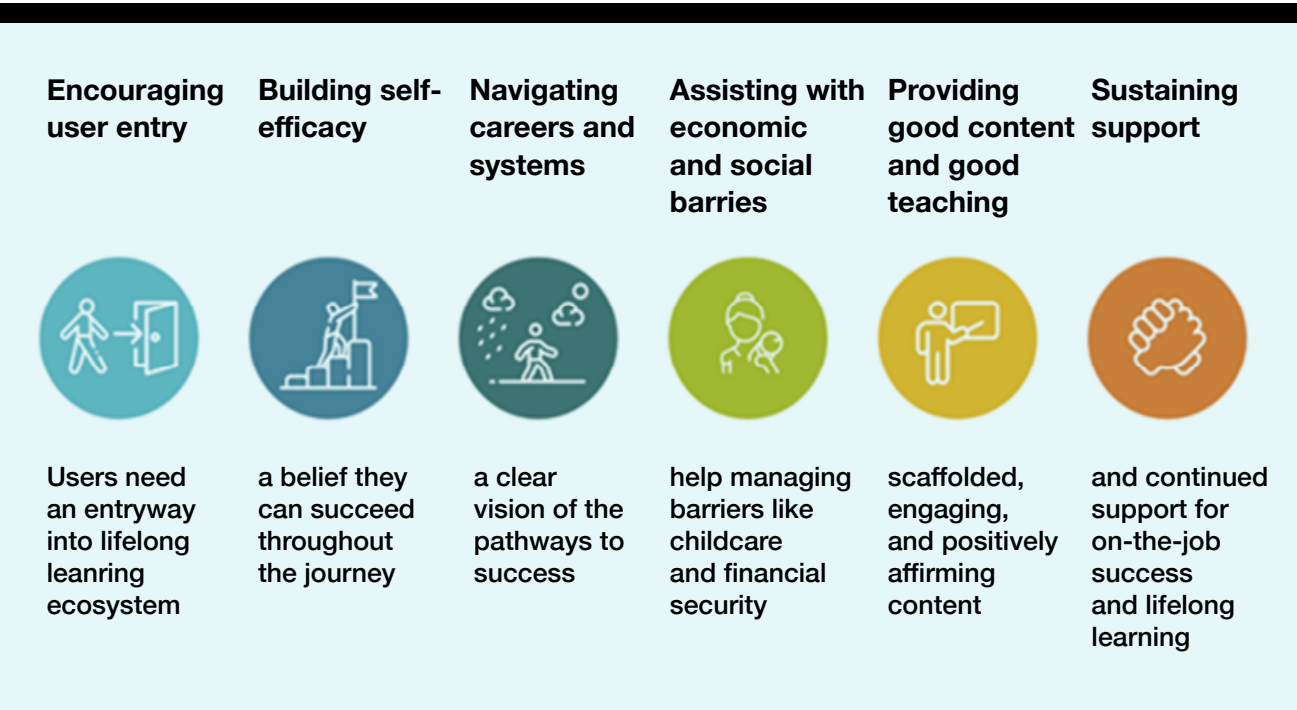 Encouraging
user entry
Building self-
efficacy
Navigating
careers and
systems
Assisting with
economic
and social
barries
Providing
good content
and good
teaching
Sustaining
support
Users need
an entryway
into lifelong
leanring
ecosystem
a belief they
can succeed
throughout
the journey
a clear
vision of the
pathways to
success
help managing
barriers like
childcare
and financial
security
scaffolded,
engaging,
and positively
affirming
content
and continued
support for
on-the-job
success
and lifelong
learning